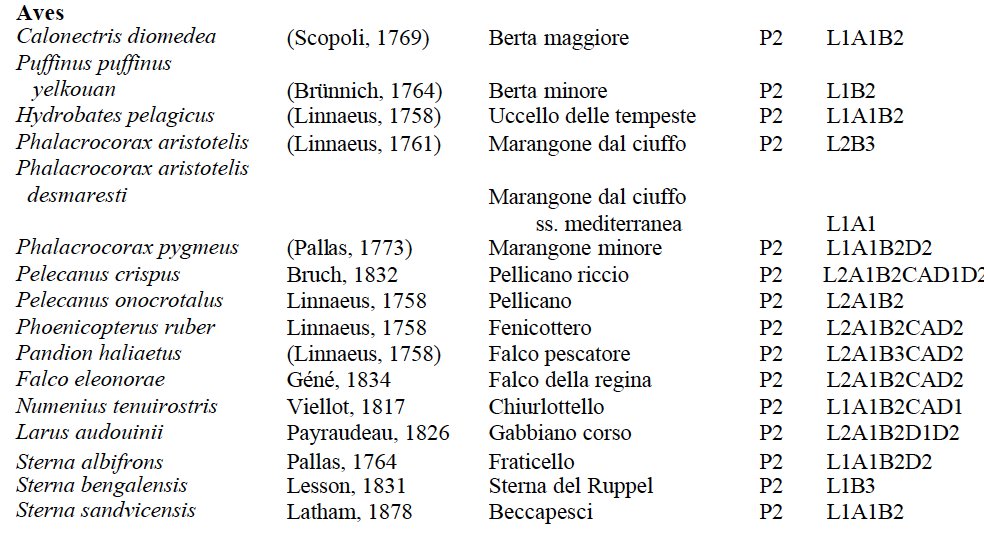 Aves
Calonectris diomedea (Scopoli, 1769) Berta maggiore P2 L1A1B2
Puffinus puffinus
yelkouan (Brünnich, 1764) Berta minore P2 L1B2
Hydrobates pelagicus (Linnaeus, 1758) Uccello delle tempeste P2 L1A1B2
Phalacrocorax aristotelis (Linnaeus, 1761) Marangone dal ciuffo P2 L2B3
Phalacrocorax aristotelis
desmaresti Marangone dal ciuffo
ss. mediterranea L1A1
Phalacrocorax pygmeus (Pallas, 1773) Marangone minore P2 L1A1B2D2
Pelecanus crispus Bruch, 1832 Pellicano riccio P2 L2A1B2CAD1D2
Pelecanus onocrotalus Linnaeus, 1758 Pellicano P2 L2A1B2
Phoenicopterus ruber Linnaeus, 1758 Fenicottero P2 L2A1B2CAD2
Pandion haliaetus (Linnaeus, 1758) Falco pescatore P2 L2A1B3CAD2
Falco eleonorae Géné, 1834 Falco della regina P2 L2A1B2CAD2
Numenius tenuirostris Viellot, 1817 Chiurlottello P2 L1A1B2CAD1
Larus audouinii Payraudeau, 1826 Gabbiano corso P2 L2A1B2D1D2
Sterna albifrons Pallas, 1764 Fraticello P2 L1A1B2D2
Sterna bengalensis Lesson, 1831 Sterna del Ruppel P2 L1B3
Sterna sandvicensis Latham, 1878 Beccapesci P2 L1A1B2